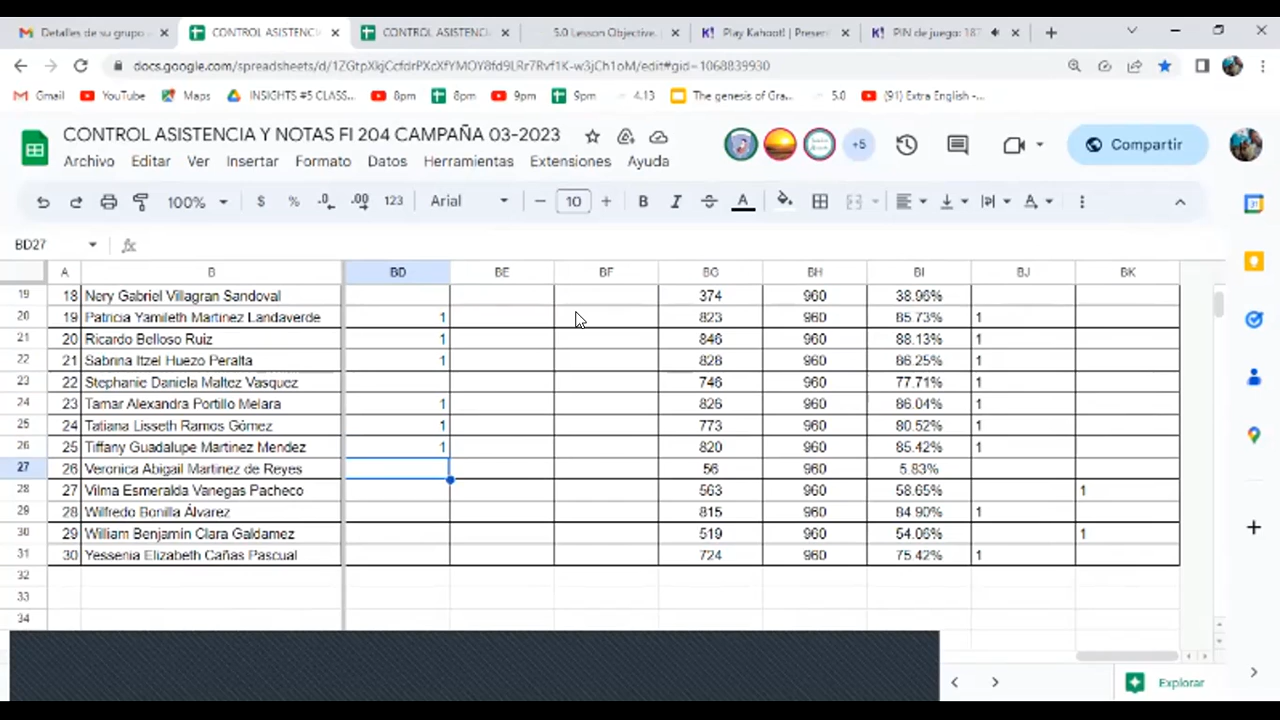 Detalles de su grupo CONTROL ASISTENCI CONTROL ASISTENCI 5.0 Lesson Objective. Play Kahoot! | Presen PIN de juego: 187
docs.google.com/spreadsheets/d/1ZGtpXkjCcfdrPXcXfYMOY8fd9LRr7Rvf1K-w3jCh1oM/edit#gid=1068839930
Gmail YouTube Maps INSIGHTS #5 CLASS... 8pm 8pm 9pm 9pm 4.13 The genesis of Gra... 5.0 (91) Extra English -...
CONTROL ASISTENCIA Y NOTAS FI 204 CAMPAÑA 03-2023
+5 Compartir
Archivo Editar Ver Insertar Formato Datos Herramientas Extensiones Ayuda
100% $ % .0 .00 123 Arial 10 B I S A
BD27 fx
A B BD BE BF BG BH BI BJ BK
19 18 Nery Gabriel Villagran Sandoval 374 960 38.96%
20 19 Patricia Yamileth Martinez Landaverde 1 823 960 85.73% 1
21 20 Ricardo Belloso Ruiz 1 846 960 88.13% 1
22 21 Sabrina Itzel Huezo Peralta 1 828 960 86.25% 1
23 22 Stephanie Daniela Maltez Vasquez 746 960 77.71% 1
24 23 Tamar Alexandra Portillo Melara 1 826 960 86.04% 1
25 24 Tatiana Lisseth Ramos Gómez 1 773 960 80.52% 1
26 25 Tiffany Guadalupe Martinez Mendez 1 820 960 85.42% 1
27 26 Veronica Abigail Martinez de Reyes 56 960 5.83%
28 27 Vilma Esmeralda Vanegas Pacheco 563 960 58.65% 1
29 28 Wilfredo Bonilla Álvarez 815 960 84.90% 1
30 29 William Benjamín Clara Galdamez 519 960 54.06% 1
31 30 Yessenia Elizabeth Cañas Pascual 724 960 75.42% 1
32
33
34
Explorar